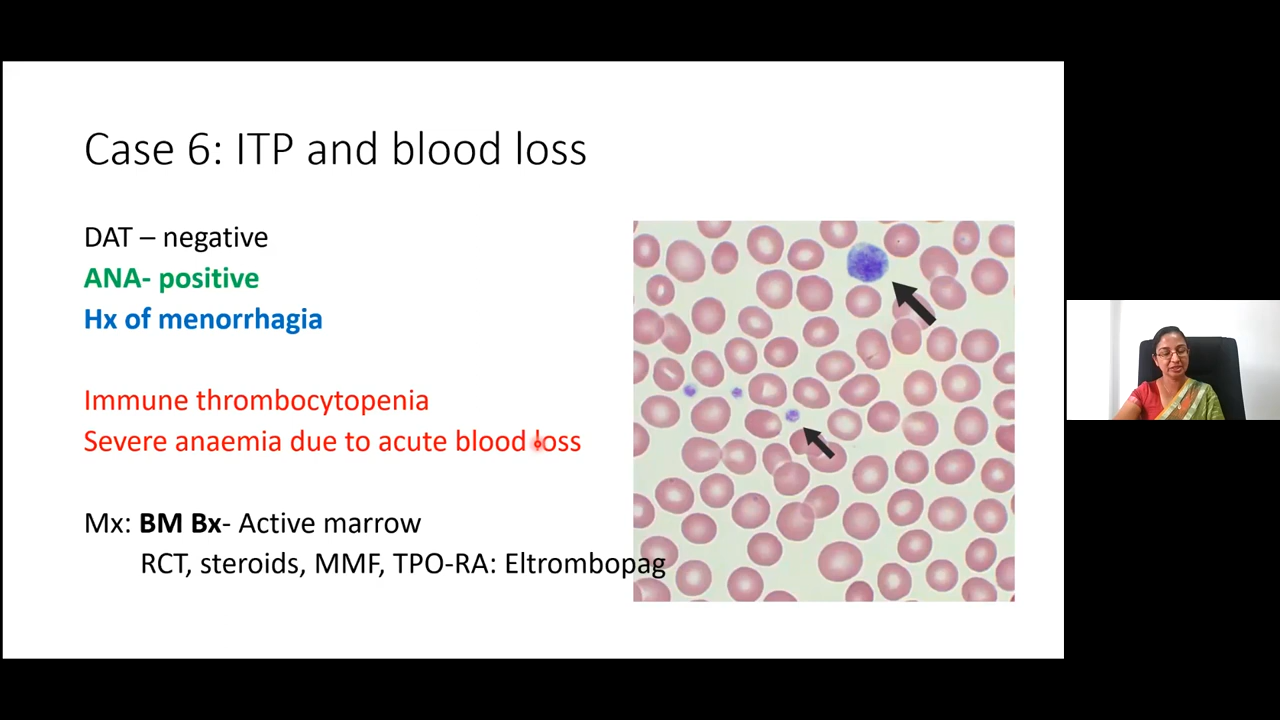 Case 6: ITP and blood loss
DAT – negative
ANA- positive
Hx of menorrhagia
Immune thrombocytopenia
Severe anaemia due to acute blood loss
Mx: BM Bx- Active marrow
RCT, steroids, MMF, TPO-RA: Eltrombopag